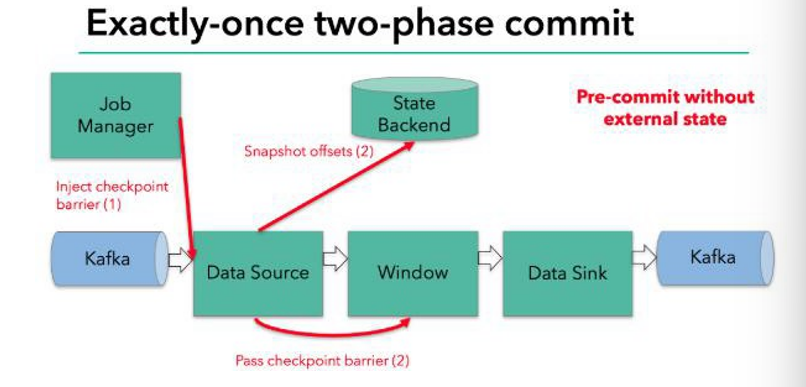 Exactly-once two-phase commit
Job
Manager
State
Backend
Pre-commit without
external state
Snapshot offsets (2)
Inject checkpoint
barrier (1)
Kafka
Data Source
Window
Data Sink
Kafka
Pass checkpoint barrier (2)